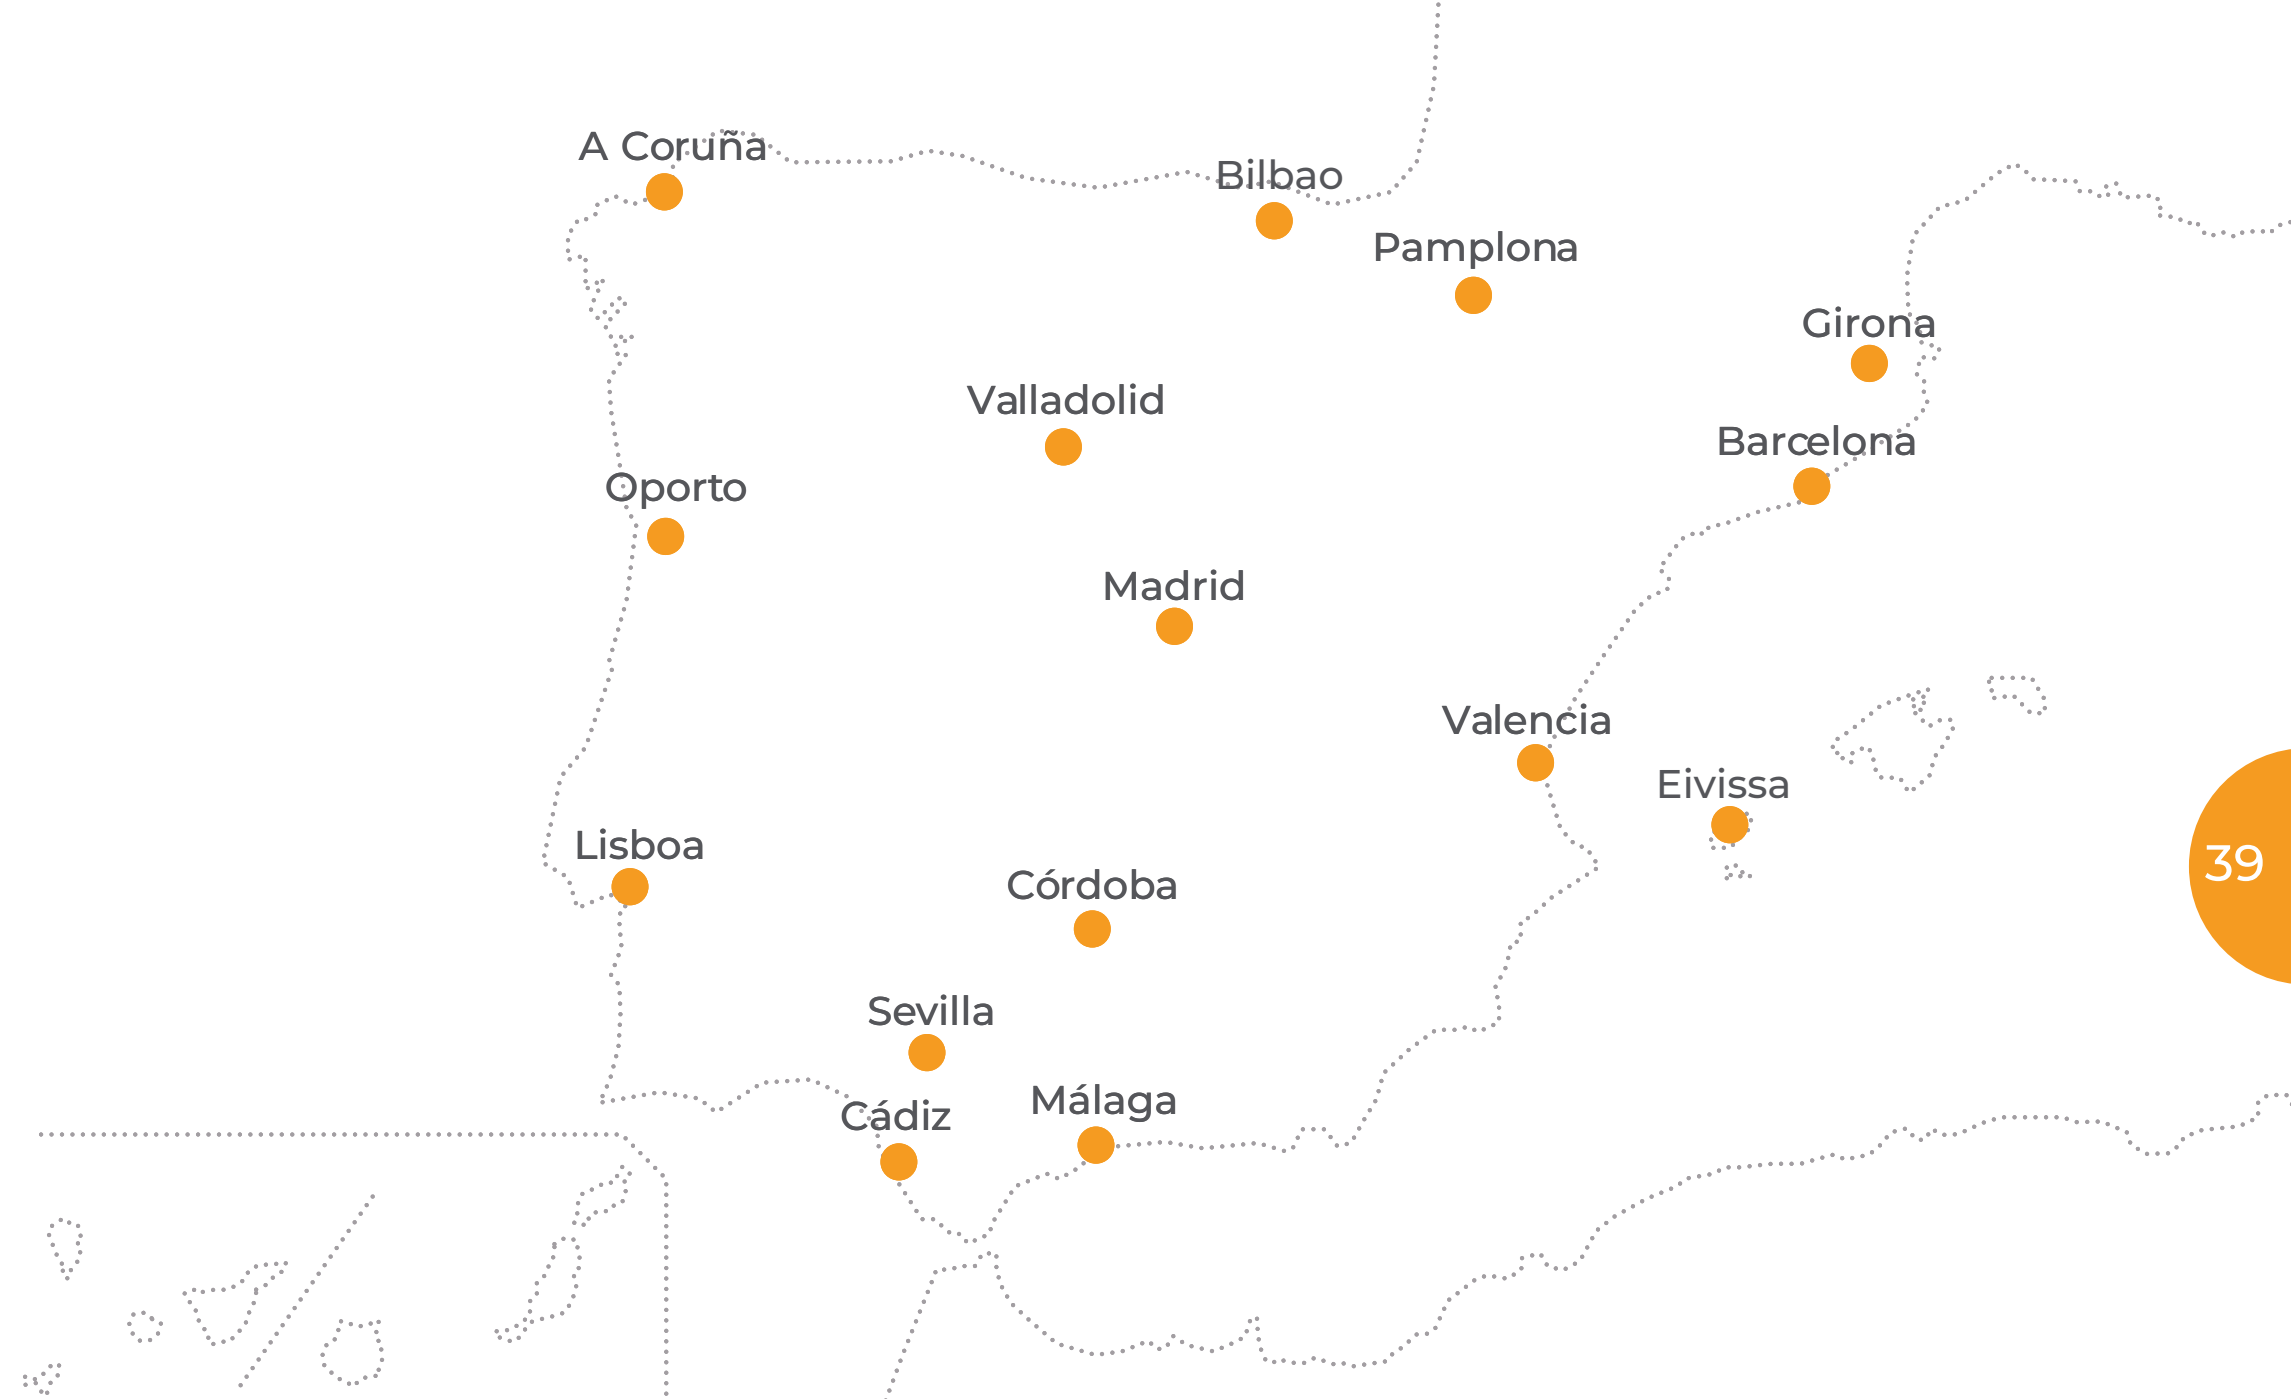 A Coruña
Bilbao
Pamplona
Girona
Valladolid
Barcelona
Oporto
Madrid
Valencia
Eivissa
Lisboa
39
Córdoba
Sevilla
Málaga
Cádiz